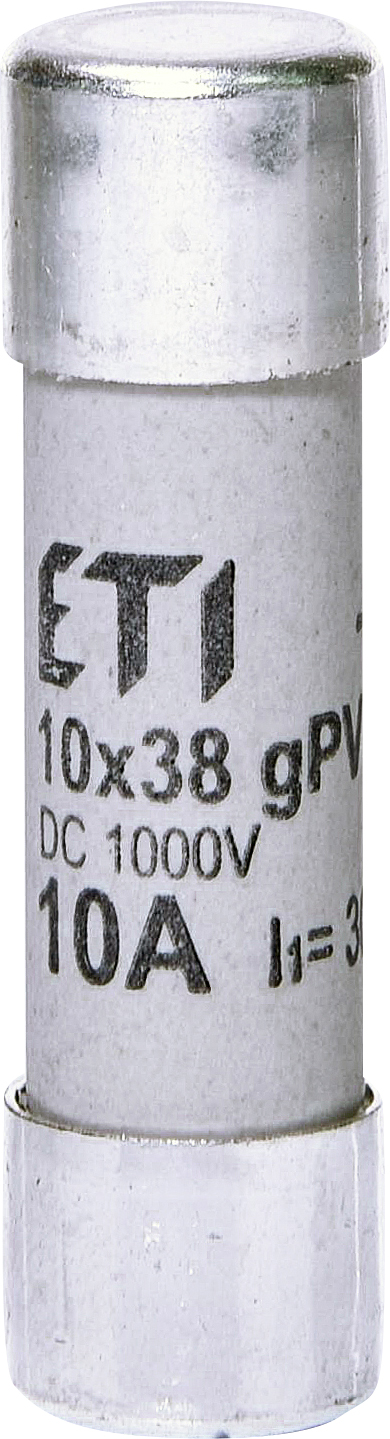 ETI
10x38 gPV
DC 1000V
10A I1=